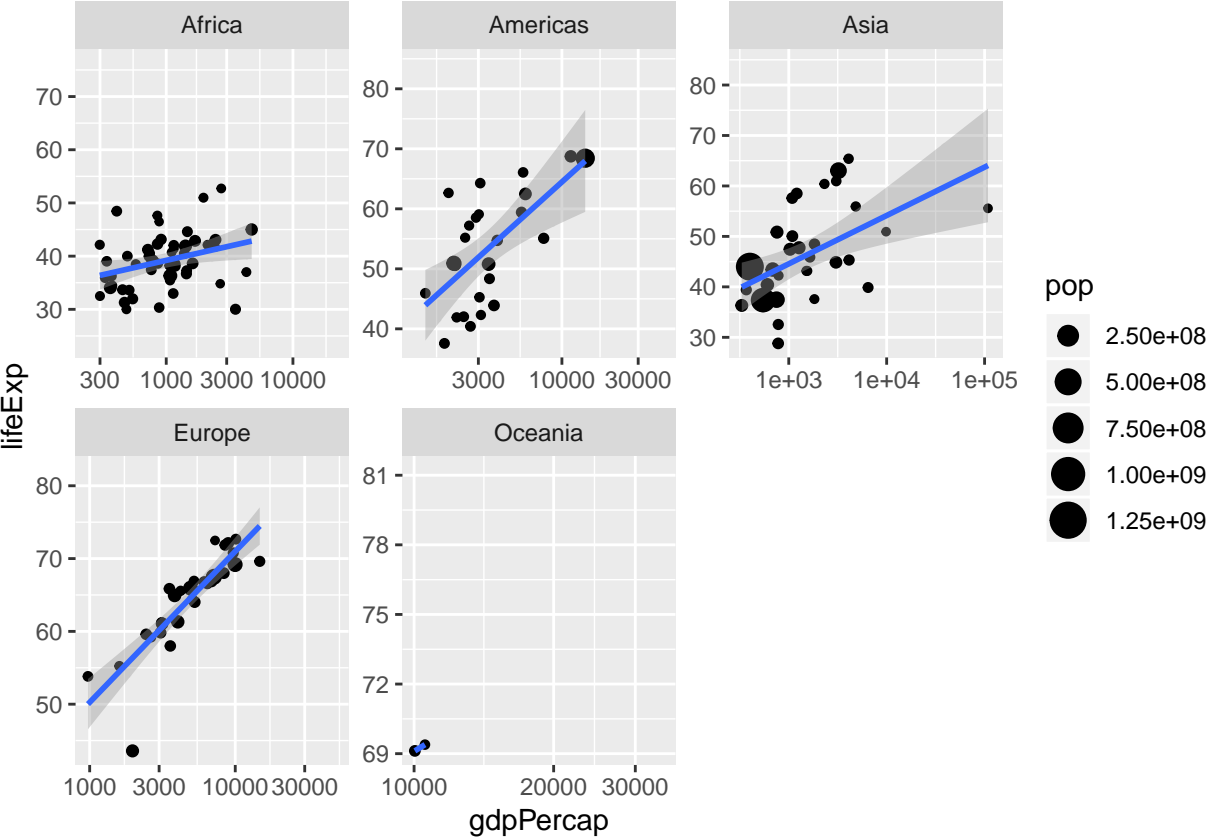 Africa
Americas
Asia
70
60
50
40
30
300 1000 3000 10000
80
70
60
50
40
3000 10000 30000
80
70
60
50
40
30
1e+03 1e+04 1e+05
lifeExp
Europe
Oceania
80
70
60
50
1000 3000 10000 30000
81
78
75
72
69
10000 20000 30000
gdpPercap
pop
2.50e+08
5.00e+08
7.50e+08
1.00e+09
1.25e+09